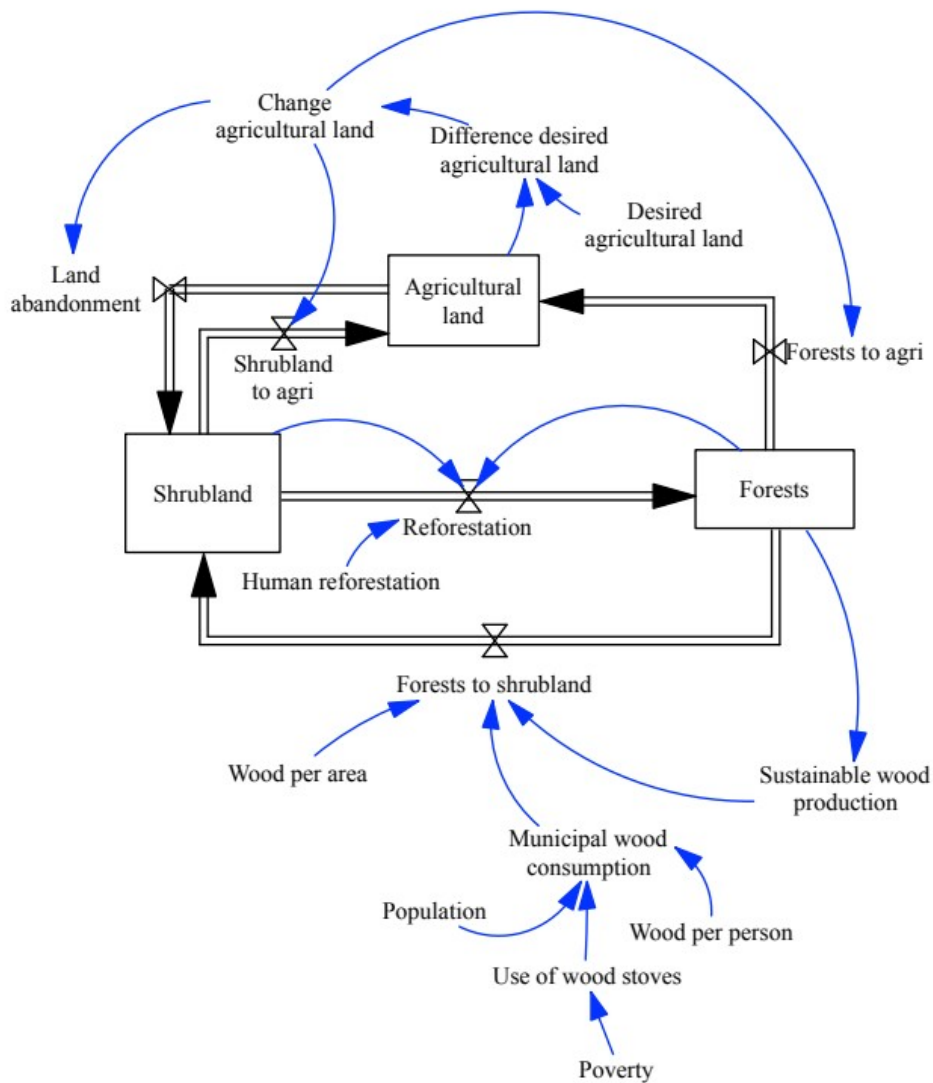 Change
agricultural land
Difference desired
agricultural land
Desired
agricultural land
Land
abandonment
Agricultural
land
Shrubland
to agri
Forests to agri
Shrubland
Forests
Reforestation
Human reforestation
Forests to shrubland
Wood per area
Sustainable wood
production
Municipal wood
consumption
Population
Wood per person
Use of wood stoves
Poverty